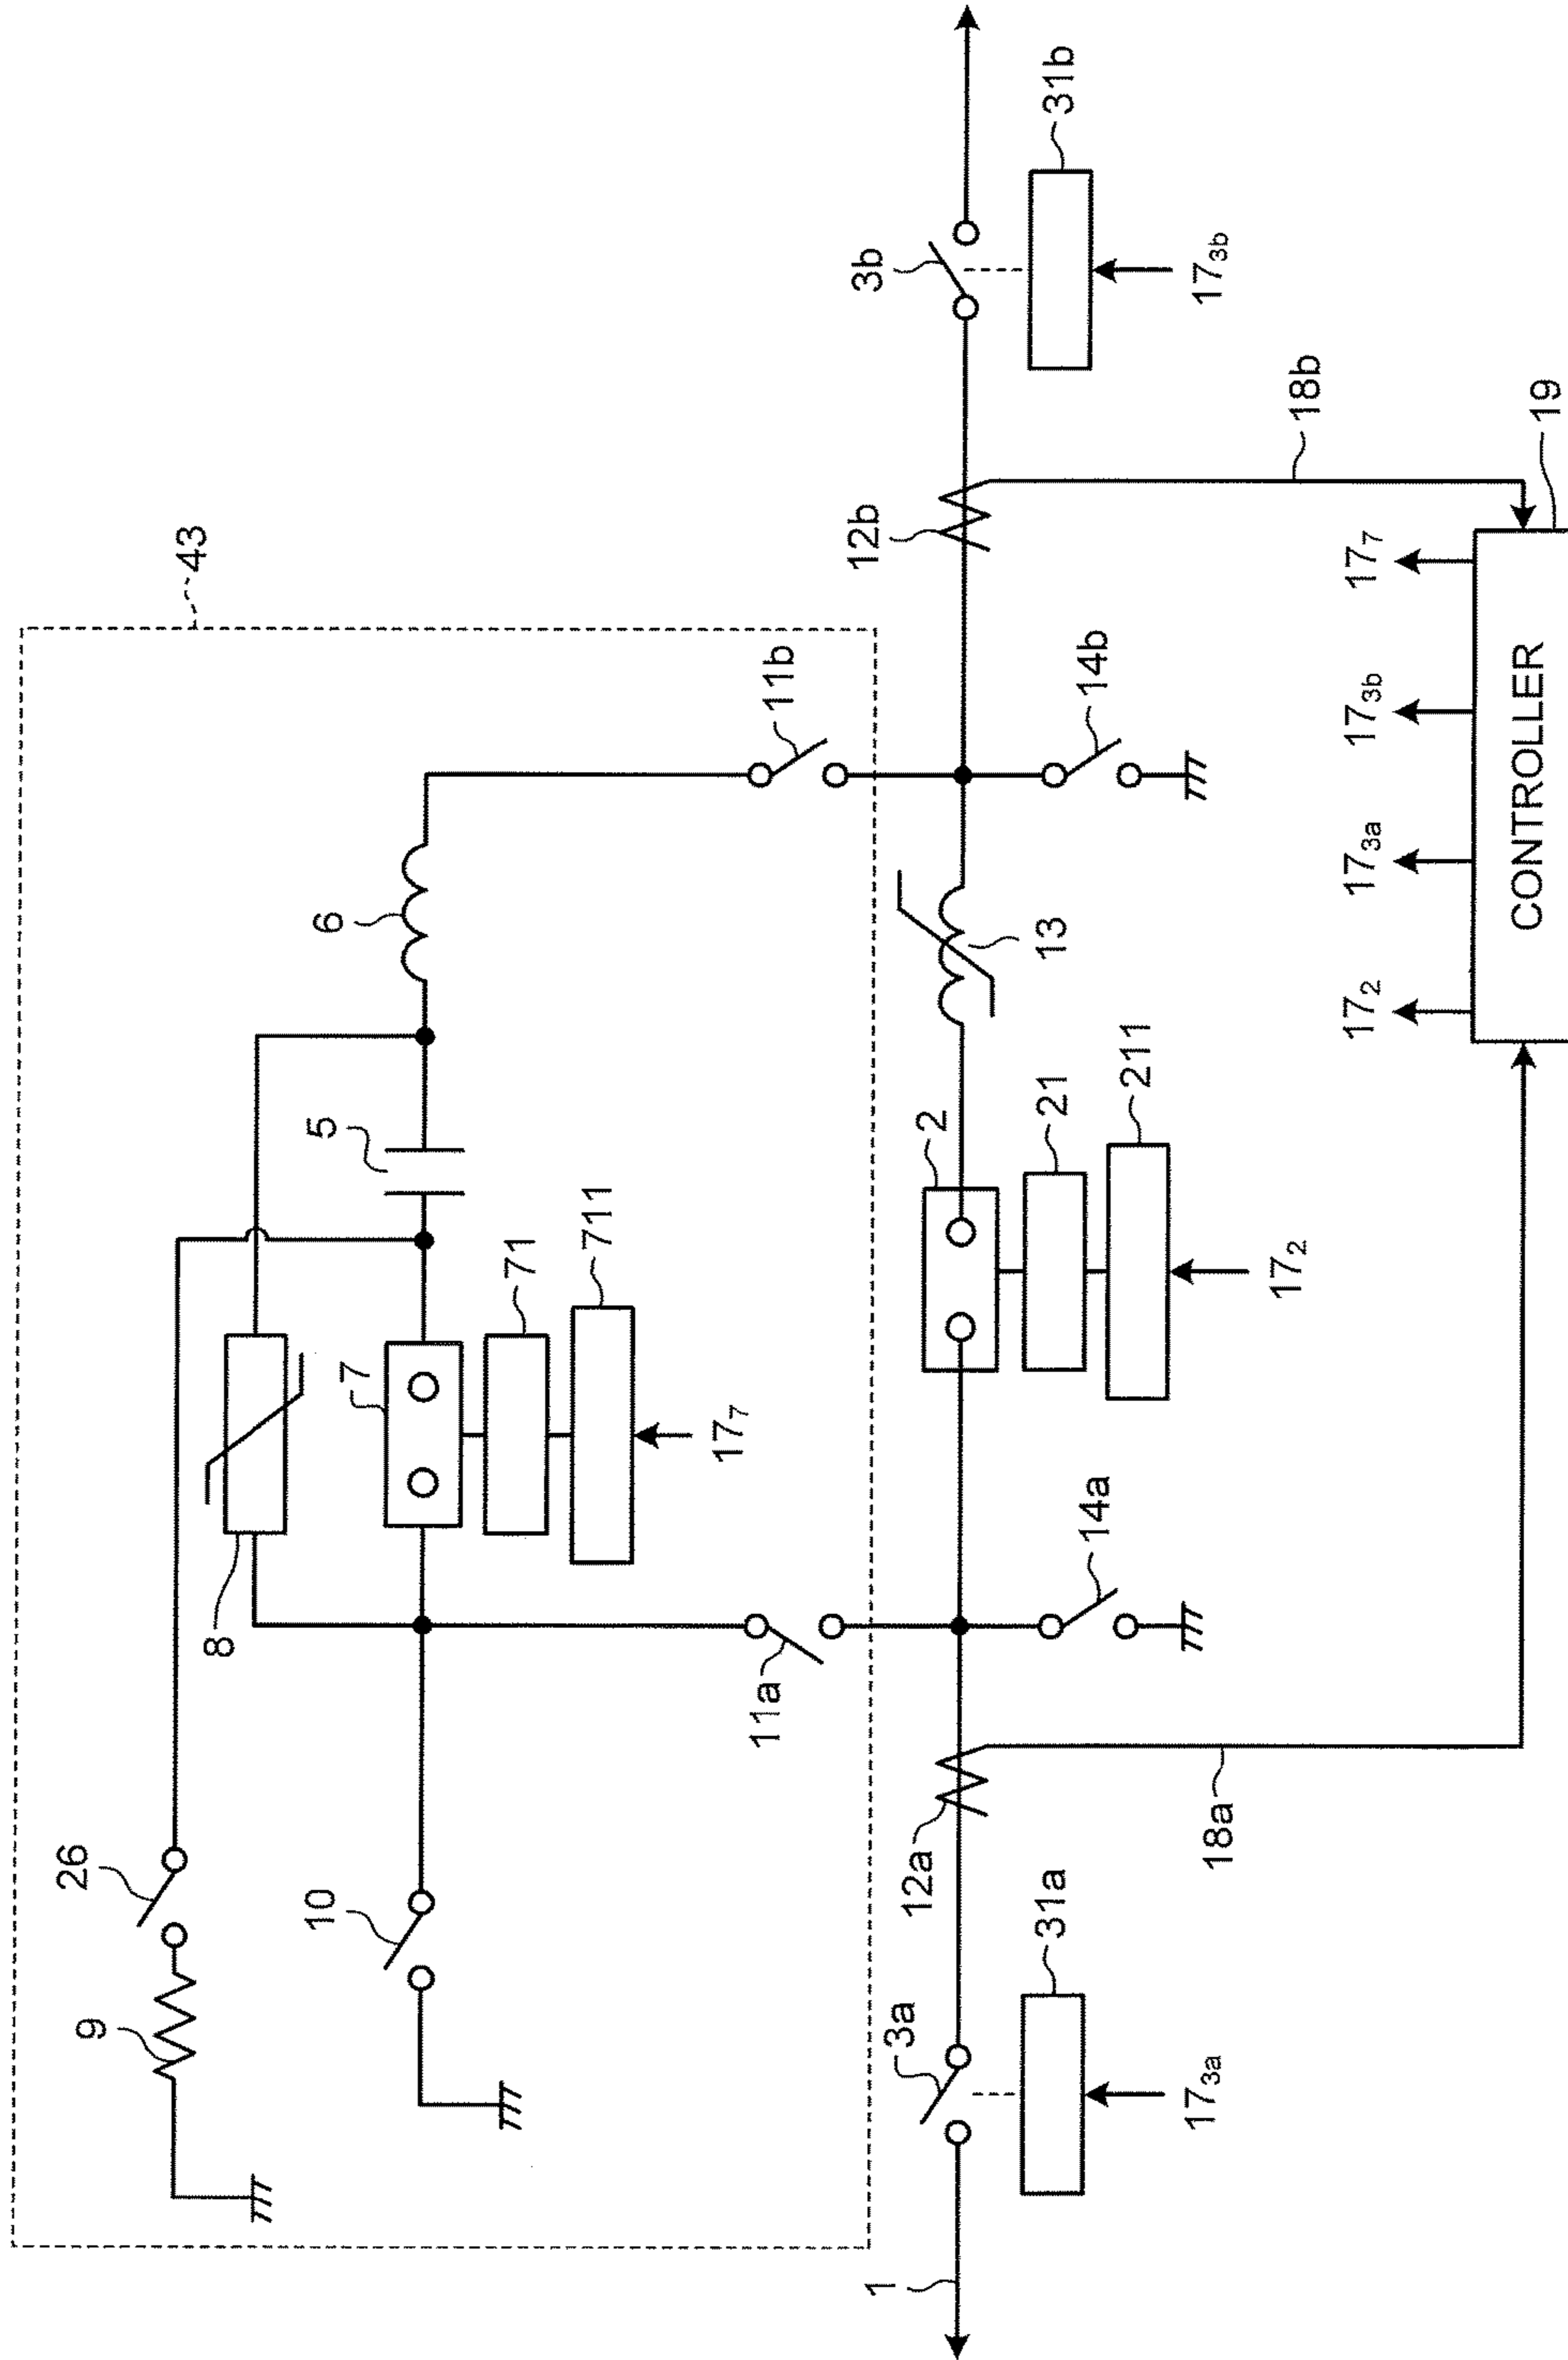 43
26
9
10
8
7
71
711
17₇
5
6
11a
11b
1
3a
31a
17₃ₐ
12a
18a
14a
2
21
211
17₂
13
14b
12b
18b
3b
31b
17₃b
17₂
17₃ₐ
17₃b
17₇
CONTROLLER
19